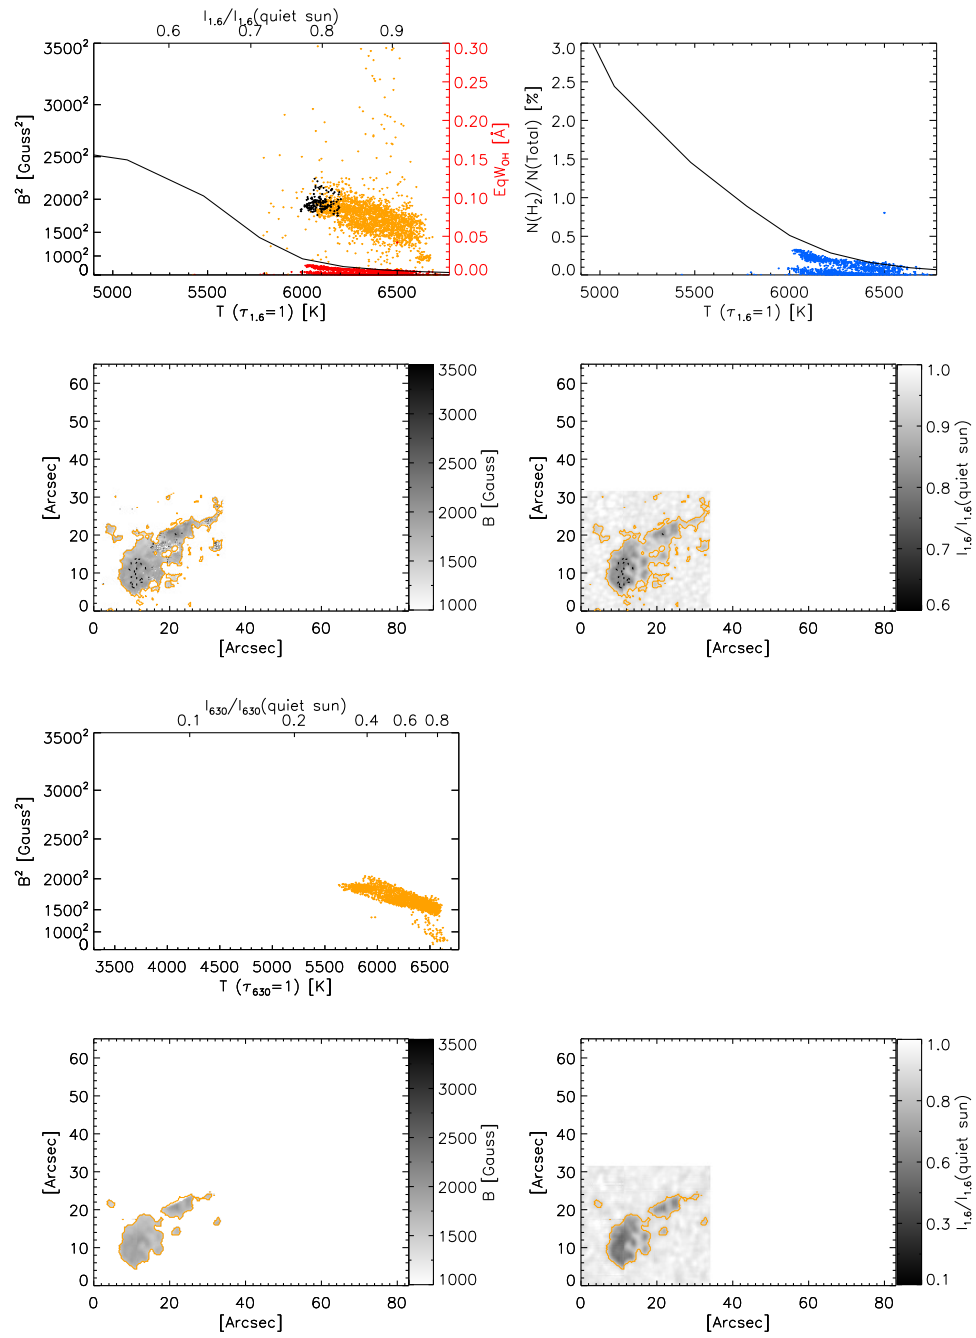 I1.6/I1.6(quiet sun)
0.6 0.7 0.8 0.9
B² [Gauss²]
3500²
3000²
2500²
2000²
1500²
1000²
0
0.30
0.25
0.20
0.15
0.10
0.05
0.00
EqWOH [Å]
5000 5500 6000 6500
T (τ1.6=1) [K]
N(H2)/N(Total) [%]
3.0
2.5
2.0
1.5
1.0
0.5
0.0
5000 5500 6000 6500
T (τ1.6=1) [K]
[Arcsec]
60
50
40
30
20
10
0
0 20 40 60 80
[Arcsec]
3500
3000
2500
2000
1500
1000
B [Gauss]
[Arcsec]
60
50
40
30
20
10
0
0 20 40 60 80
[Arcsec]
1.0
0.9
0.8
0.7
0.6
I1.6/I1.6(quiet sun)
I630/I630(quiet sun)
0.1 0.2 0.4 0.6 0.8
B² [Gauss²]
3500²
3000²
2500²
2000²
1500²
1000²
0
3500 4000 4500 5000 5500 6000 6500
T (τ630=1) [K]
[Arcsec]
60
50
40
30
20
10
0
0 20 40 60 80
[Arcsec]
3500
3000
2500
2000
1500
1000
B [Gauss]
[Arcsec]
60
50
40
30
20
10
0
0 20 40 60 80
[Arcsec]
1.0
0.8
0.6
0.3
0.1
I1.6/I1.6(quiet sun)